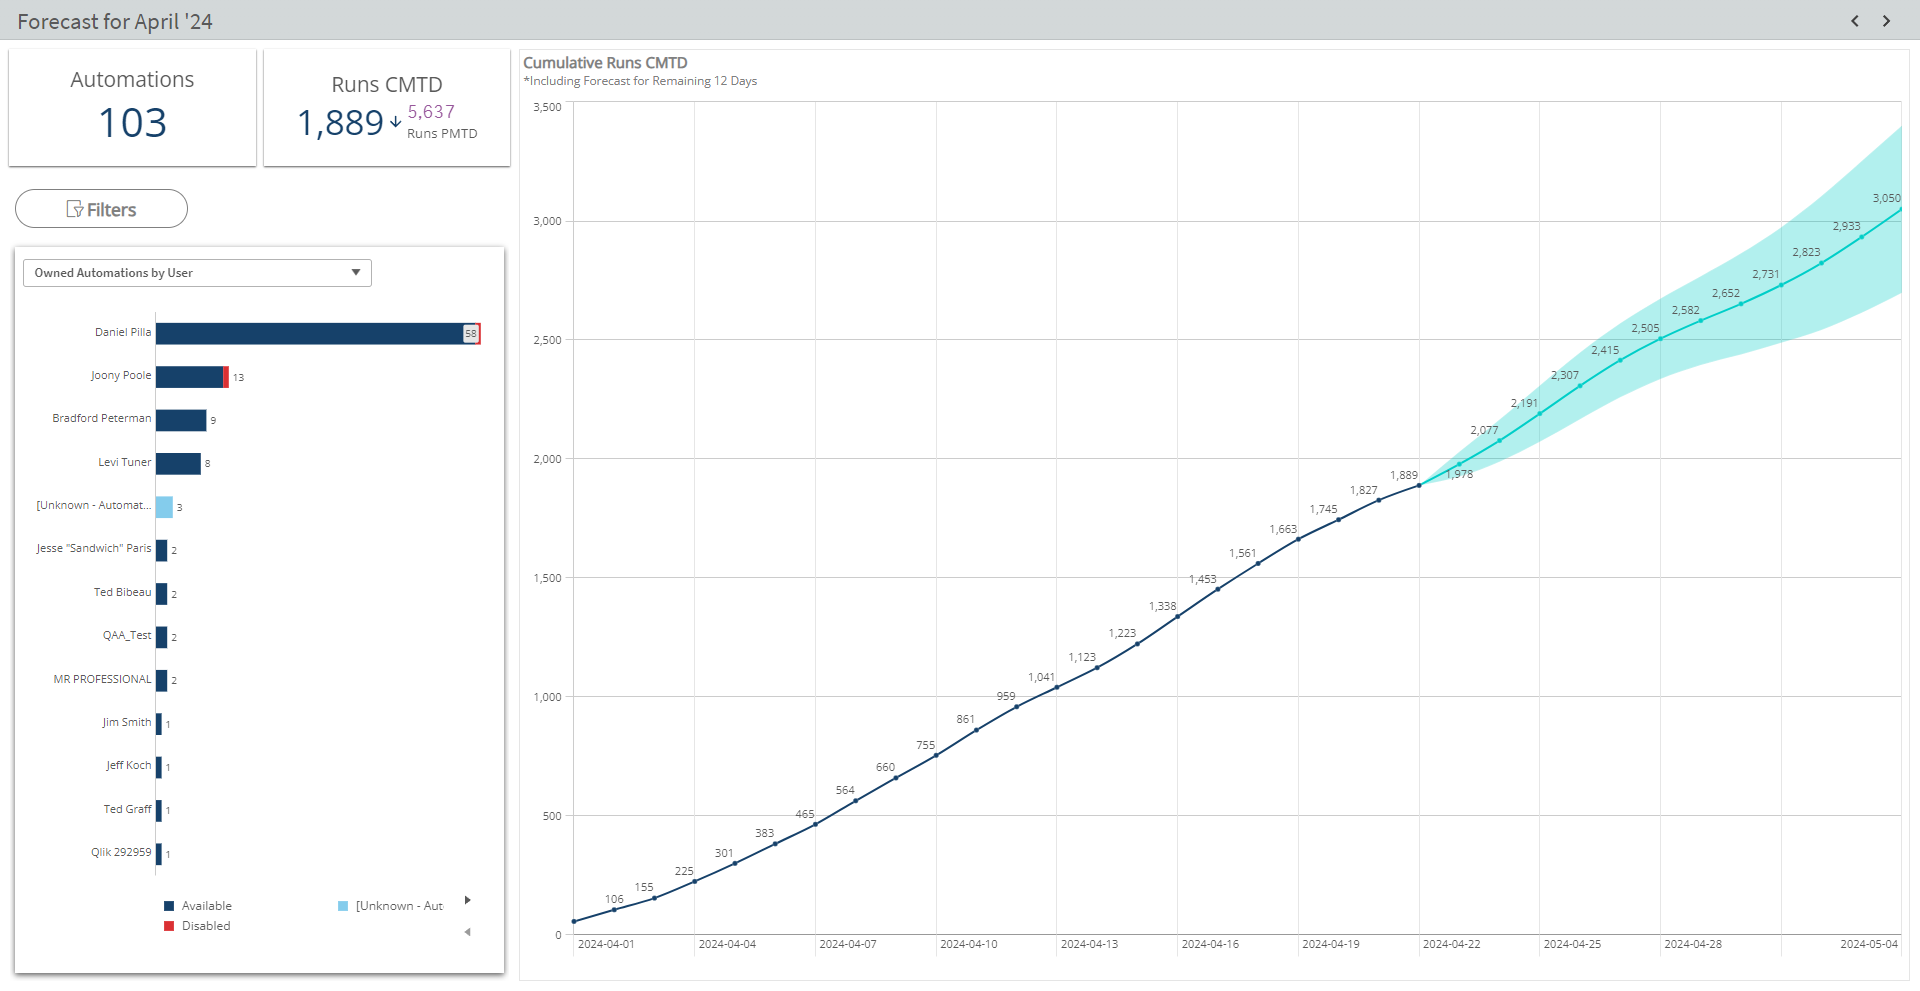 Forecast for April '24
Automations
103
Runs CMTD
1,889
5,637
Runs PMTD
Filters
Owned Automations by User
Daniel Pilla
58
Joony Poole
13
Bradford Peterman
9
Levi Tuner
8
[Unknown - Automat...
3
Jesse "Sandwich" Paris
2
Ted Bibeau
2
QAA_Test
2
MR PROFESSIONAL
2
Jim Smith
1
Jeff Koch
1
Ted Graff
1
Qlik 292959
1
Available
[Unknown - Aut
Disabled
Cumulative Runs CMTD
*Including Forecast for Remaining 12 Days
3,500
3,000
2,500
2,000
1,500
1,000
500
0
106
155
225
301
383
465
564
660
755
861
959
1,041
1,123
1,223
1,338
1,453
1,561
1,663
1,745
1,827
1,889
1,978
2,077
2,191
2,307
2,415
2,505
2,582
2,652
2,731
2,823
2,933
3,050
2024-04-01
2024-04-04
2024-04-07
2024-04-10
2024-04-13
2024-04-16
2024-04-19
2024-04-22
2024-04-25
2024-04-28
2024-05-04